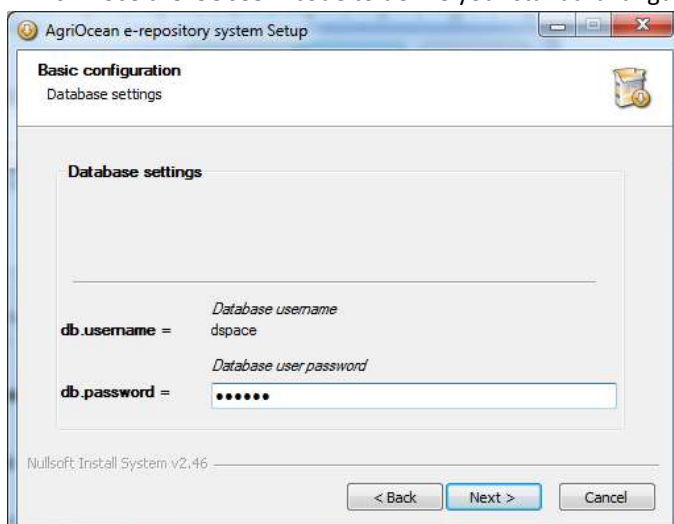 AgriOcean e-repository system Setup
Basic configuration
Database settings
Database settings
Database username
db.username = dspace
Database user password
db.password = ••••••
Nullsoft Install System v2.46
< Back Next > Cancel